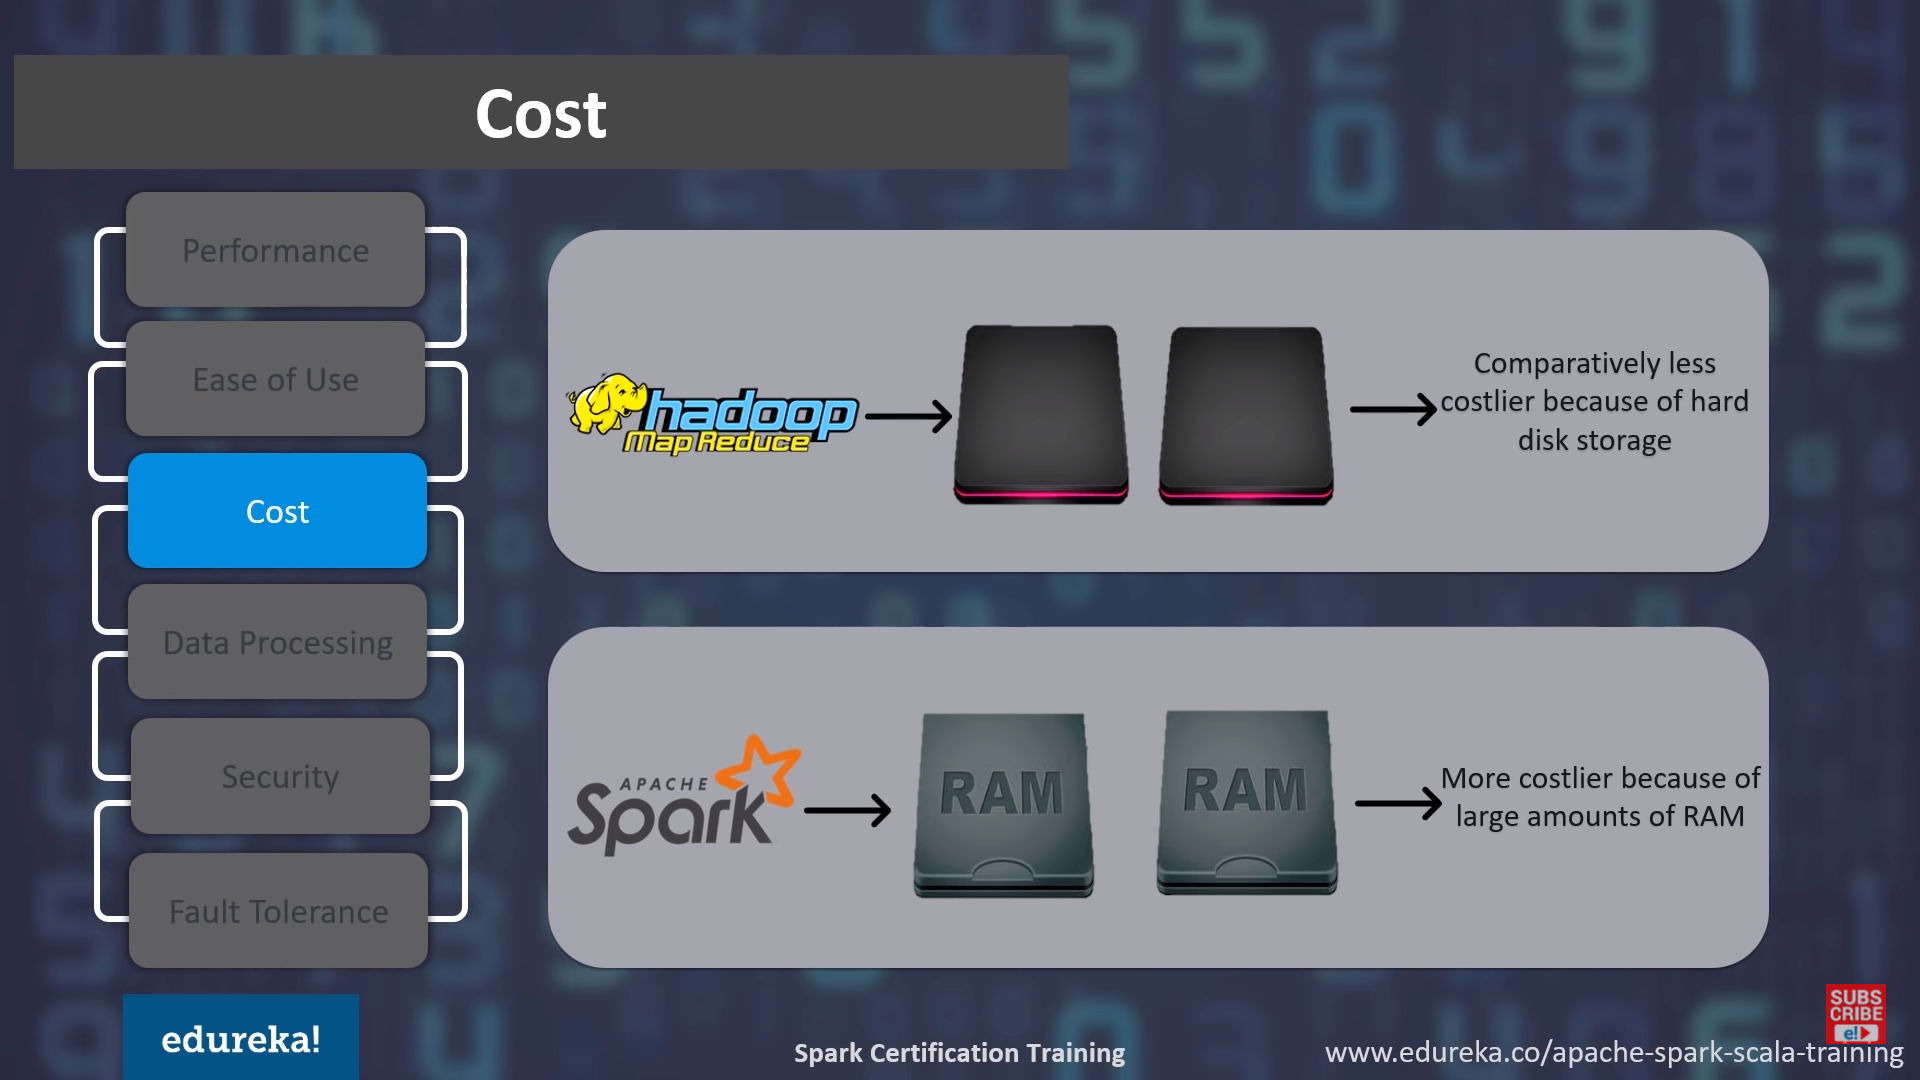 Cost
Performance
Ease of Use
Cost
Data Processing
Security
Fault Tolerance
hadoop
Map Reduce
Comparatively less
costlier because of hard
disk storage
APACHE
Spark
RAM
RAM
More costlier because of
large amounts of RAM
edureka!
Spark Certification Training
SUBS
CRIBE
e!
www.edureka.co/apache-spark-scala-training